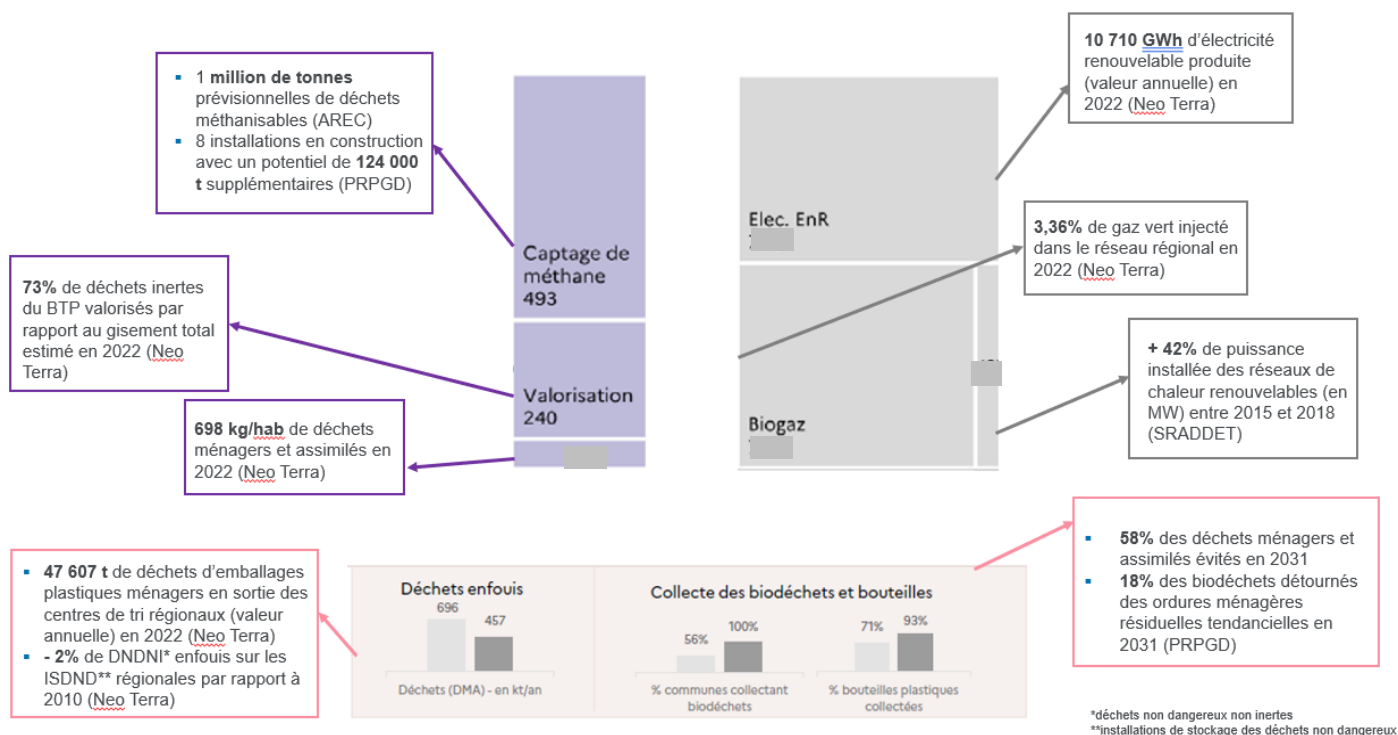 1 million de tonnes
prévisionnelles de déchets
méthanisables (AREC)
8 installations en construction
avec un potentiel de 124 000
t supplémentaires (PRPGD)
73% de déchets inertes
du BTP valorisés par
rapport au gisement total
estimé en 2022 (Neo
Terra)
698 kg/hab de déchets
ménagers et assimilés en
2022 (Neo Terra)
Captage de
méthane
493
Valorisation
240
Elec. EnR
Biogaz
10 710 GWh d'électricité
renouvelable produite
(valeur annuelle) en
2022 (Neo Terra)
3,36% de gaz vert injecté
dans le réseau régional en
2022 (Neo Terra)
+ 42% de puissance
installée des réseaux de
chaleur renouvelables (en
MW) entre 2015 et 2018
(SRADDET)
47 607 t de déchets d'emballages
plastiques ménagers en sortie des
centres de tri régionaux (valeur
annuelle) en 2022 (Neo Terra)
- 2% de DNDNI* enfouis sur les
ISDND** régionales par rapport à
2010 (Neo Terra)
Déchets enfouis
696
457
Déchets (DMA) - en kt/an
Collecte des biodéchets et bouteilles
56%
100%
% communes collectant
biodéchets
71%
93%
% bouteilles plastiques
collectées
58% des déchets ménagers et
assimilés évités en 2031
18% des biodéchets détournés
des ordures ménagères
résiduelles tendancielles en
2031 (PRPGD)
*déchets non dangereux non inertes
**installations de stockage des déchets non dangereux